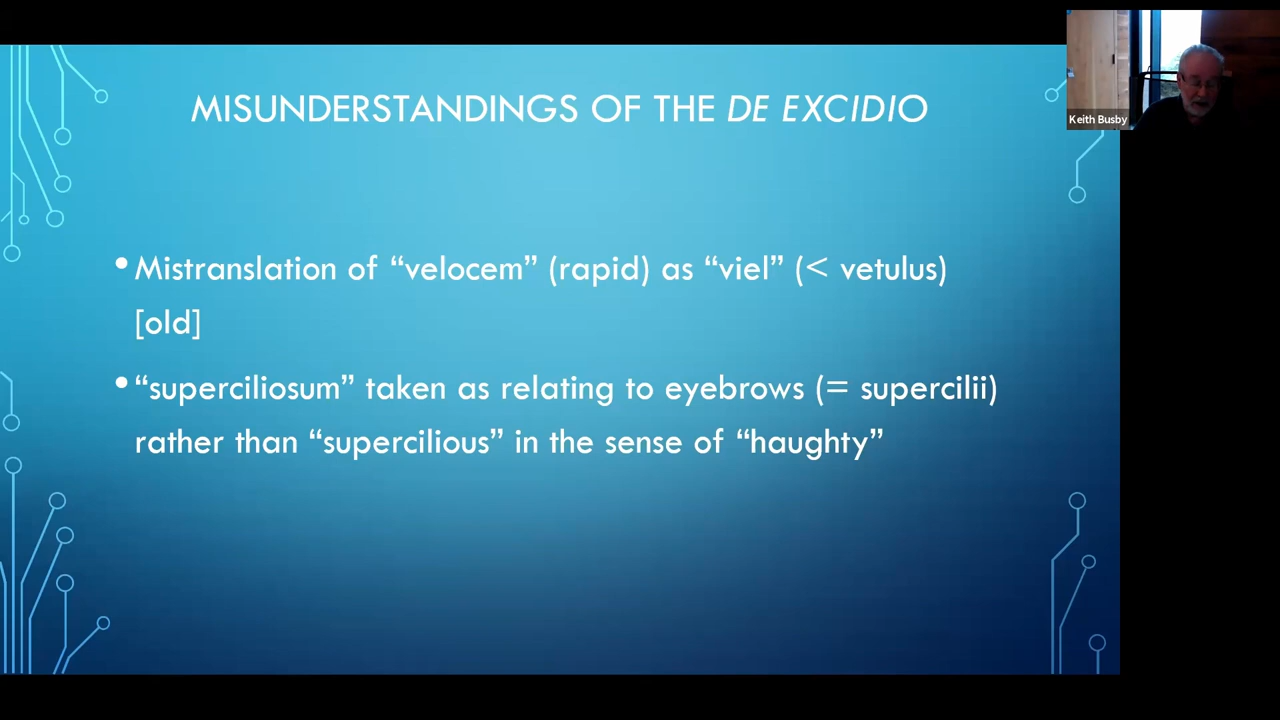 MISUNDERSTANDINGS OF THE DE EXCIDIO
Keith Busby
• Mistranslation of “velocem” (rapid) as “viel” (< vetulus)
[old]
• “superciliosum” taken as relating to eyebrows (= supercilii)
rather than “supercilious” in the sense of “haughty”